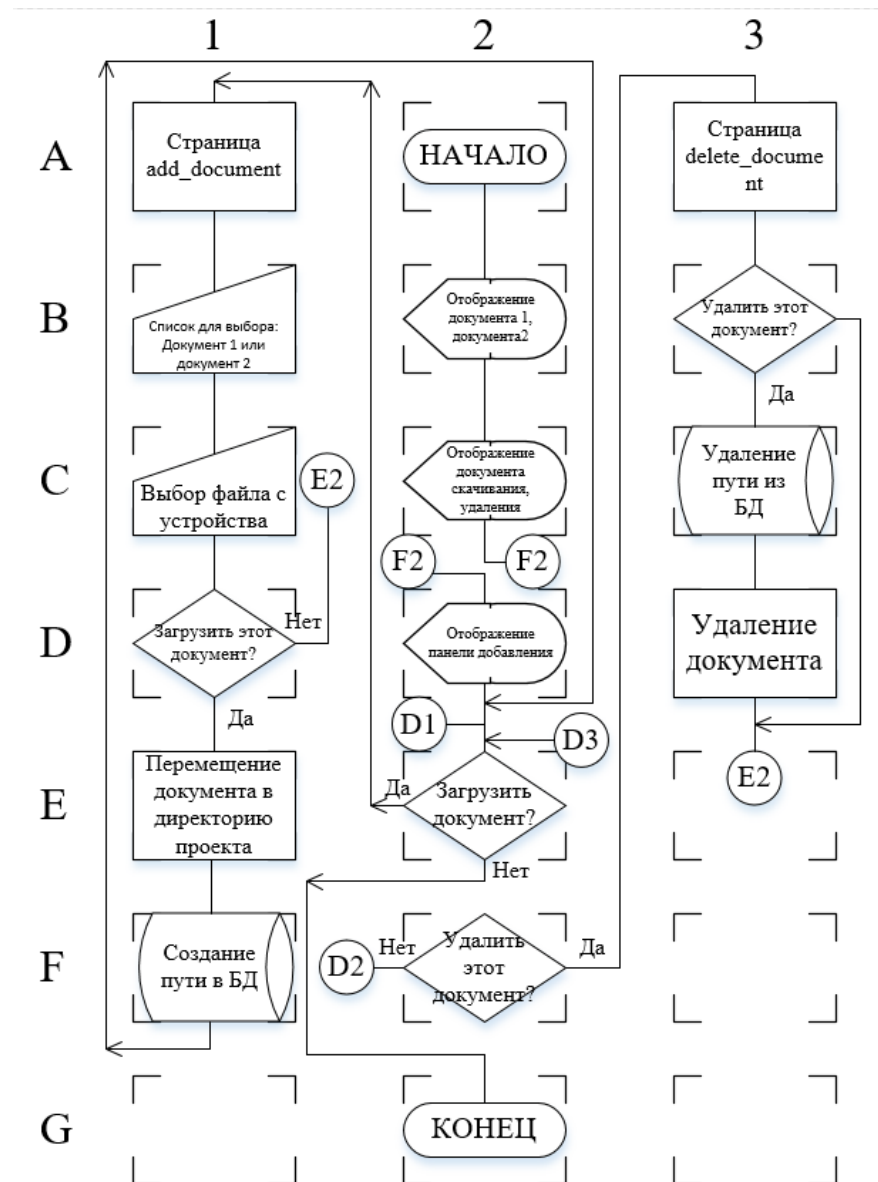 1
2
3
A
Страница
add_document
НАЧАЛО
Страница
delete_docume
nt
B
Список для выбора:
Документ 1 или
документ 2
Отображение
документа 1,
документа2
Удалить этот
документ?
Да
C
Выбор файла с
устройства
E2
Отображение
документа
скачивания,
удаления
F2
F2
Удаление
пути из
БД
D
Загрузить этот
документ?
Нет
Да
Отображение
панели добавления
D1
D3
Удаление
документа
E
Перемещение
документа в
директорию
проекта
Да
Загрузить
документ?
Нет
E2
F
Создание
пути в БД
D2
Нет
Удалить
этот
документ?
Да
G
КОНЕЦ